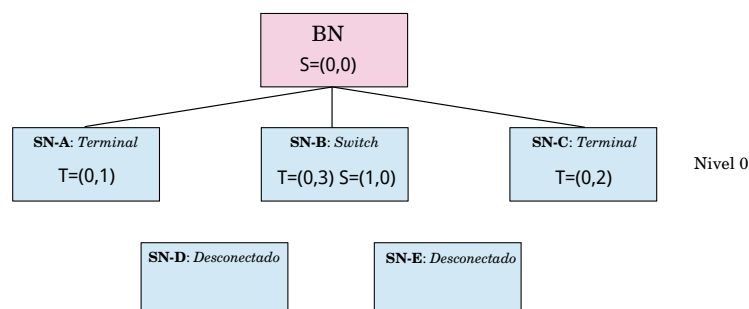 BN
S=(0,0)
SN-A: Terminal
T=(0,1)
SN-B: Switch
T=(0,3) S=(1,0)
SN-C: Terminal
T=(0,2)
Nivel 0
SN-D: Desconectado
SN-E: Desconectado